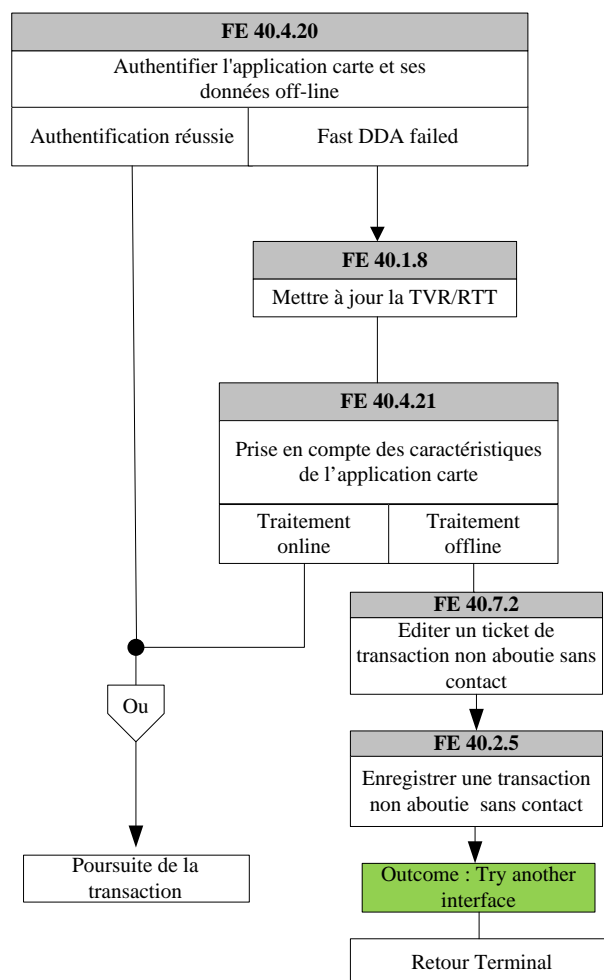 FE 40.4.20
Authentifier l'application carte et ses
données off-line
Authentification réussie
Fast DDA failed
FE 40.1.8
Mettre à jour la TVR/RTT
FE 40.4.21
Prise en compte des caractéristiques
de l’application carte
Traitement
online
Traitement
offline
FE 40.7.2
Editer un ticket de
transaction non aboutie sans
contact
Ou
FE 40.2.5
Enregistrer une transaction
non aboutie sans contact
Poursuite de la
transaction
Outcome : Try another
interface
Retour Terminal